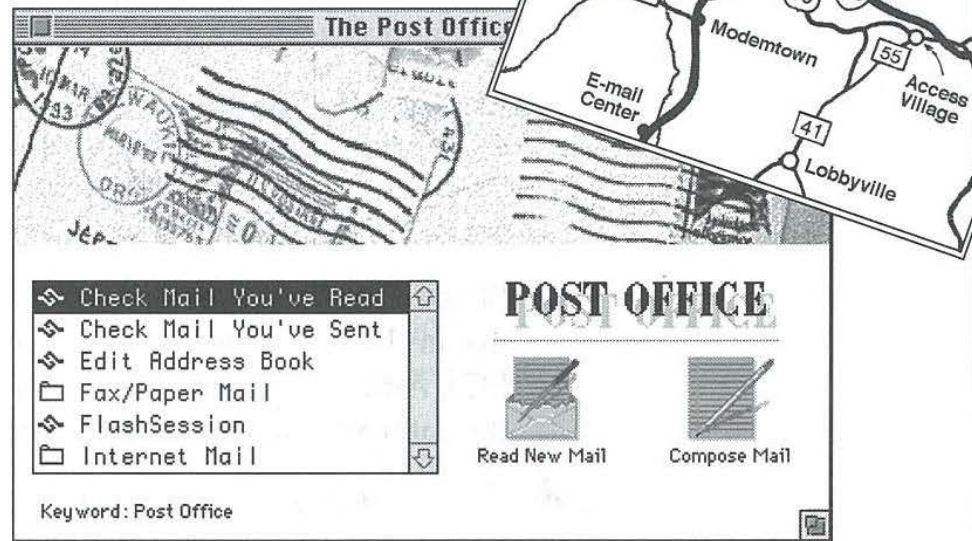 The Post Office
Modemtown
E-mail
Center
55
Access
Village
41
Lobbyville
Check Mail You've Read
Check Mail You've Sent
Edit Address Book
Fax/Paper Mail
FlashSession
Internet Mail
POST OFFICE
Read New Mail
Compose Mail
Keyword: Post Office